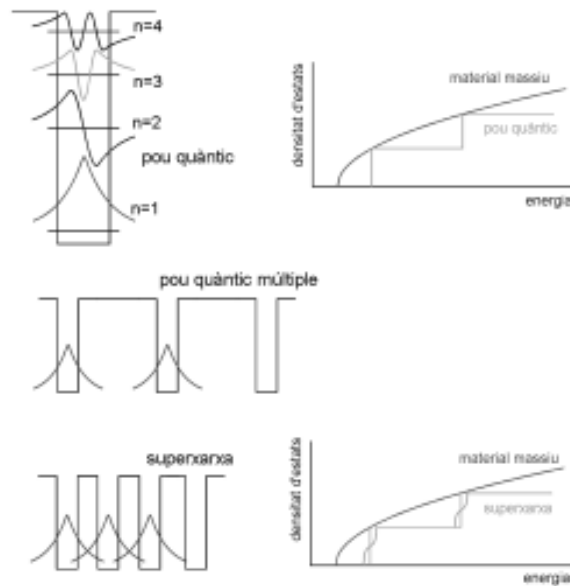 n=4
n=3
n=2
pou quàntic
n=1
densitat d'estats
material massiu
pou quàntic
energia
pou quàntic múltiple
superxarxa
densitat d'estats
material massiu
superxarxa
energia